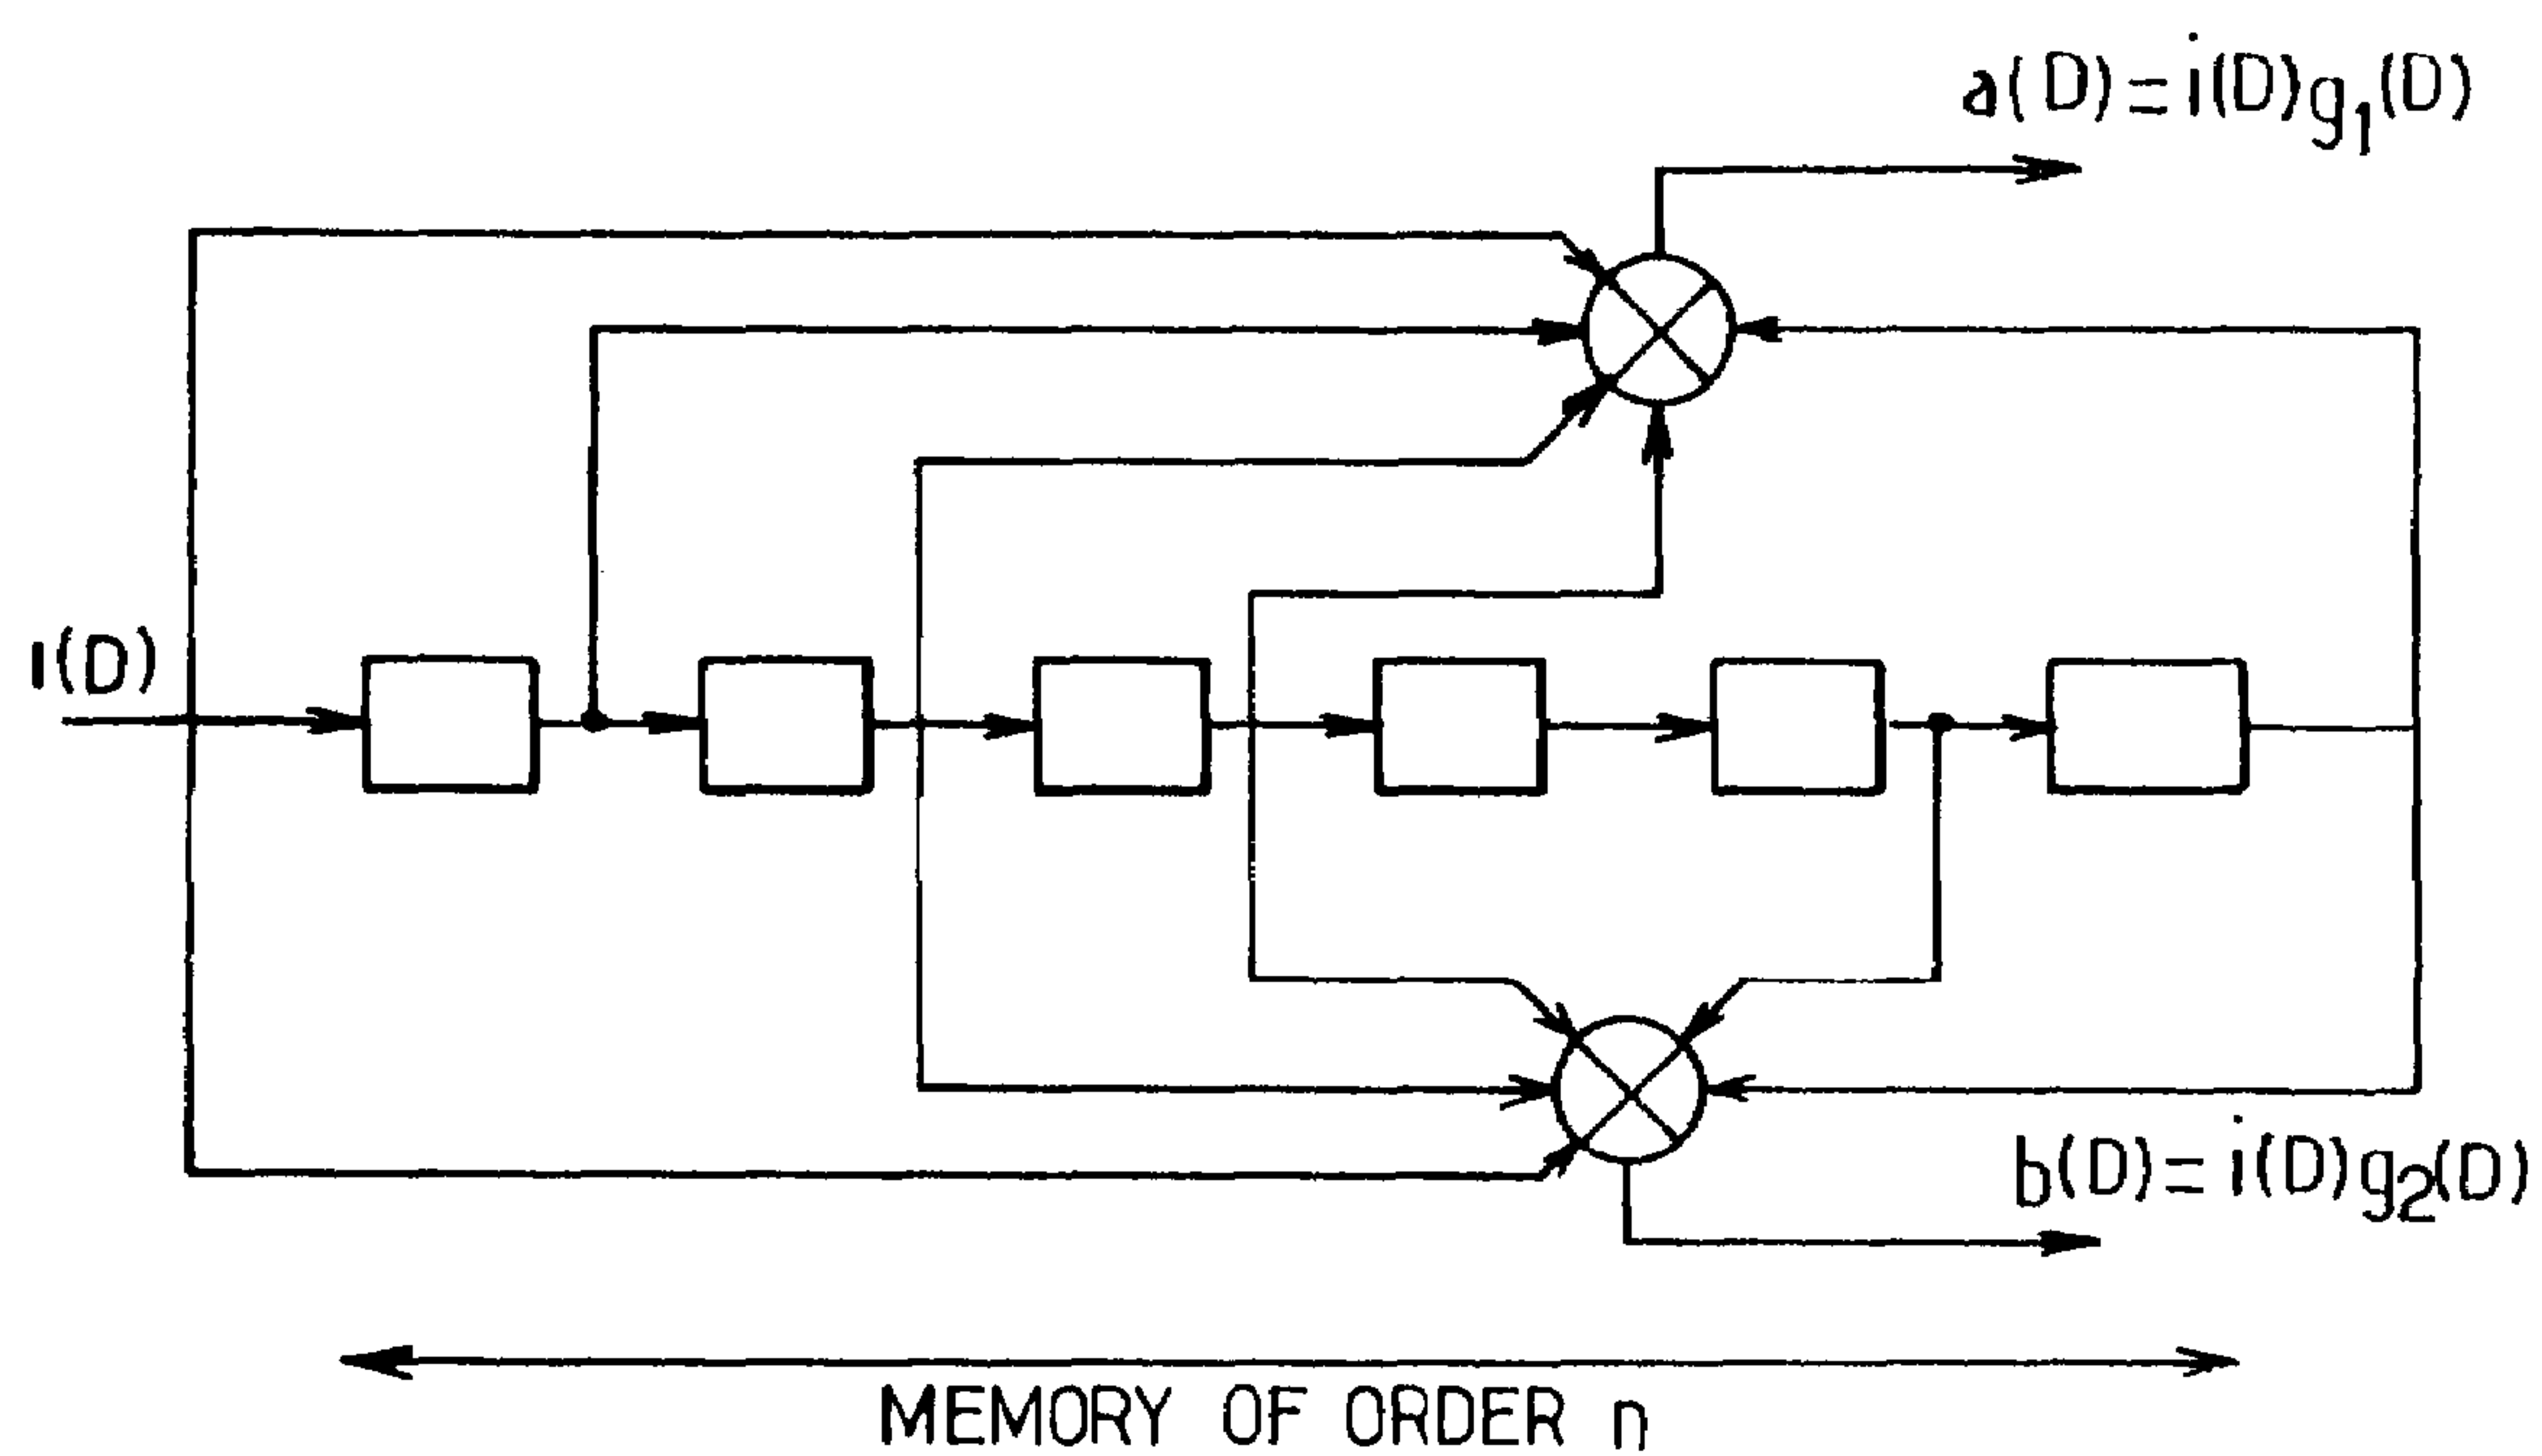 a(D) = i(D)g₁(D)
i(D)
b(D) = i(D)g₂(D)
MEMORY OF ORDER n